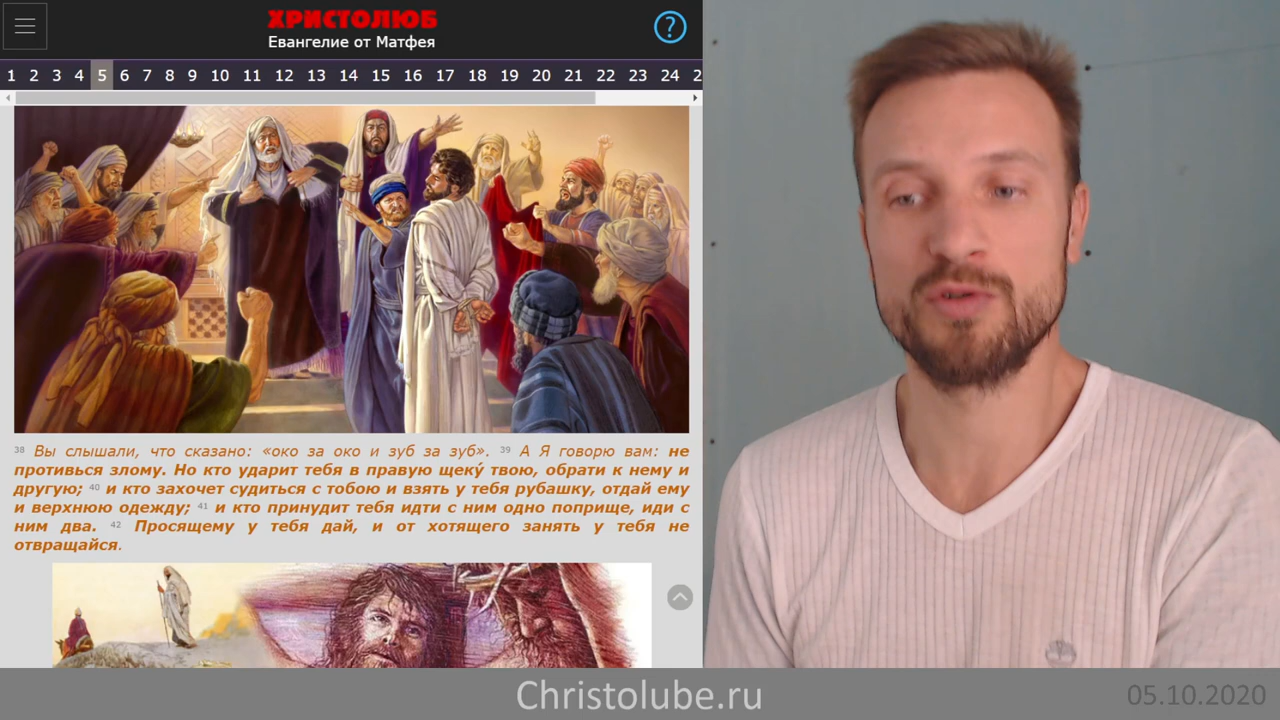 ХРИСТОЛЮБ
?
Евангелие от Матфея
1 2 3 4 5 6 7 8 9 10 11 12 13 14 15 16 17 18 19 20 21 22 23 24 2
38 Вы слышали, что сказано: «око за око и зуб за зуб». 39 А Я говорю вам: не
противься злому. Но кто ударит тебя в правую щеку́ твою, обрати к нему и
другую; 40 и кто захочет судиться с тобою и взять у тебя рубашку, отдай ему
и верхнюю одежду; 41 и кто принудит тебя идти с ним одно поприще, иди с
ним два. 42 Просящему у тебя дай, и от хотящего занять у тебя не
отвращайся.
Christolube.ru
05.10.2020